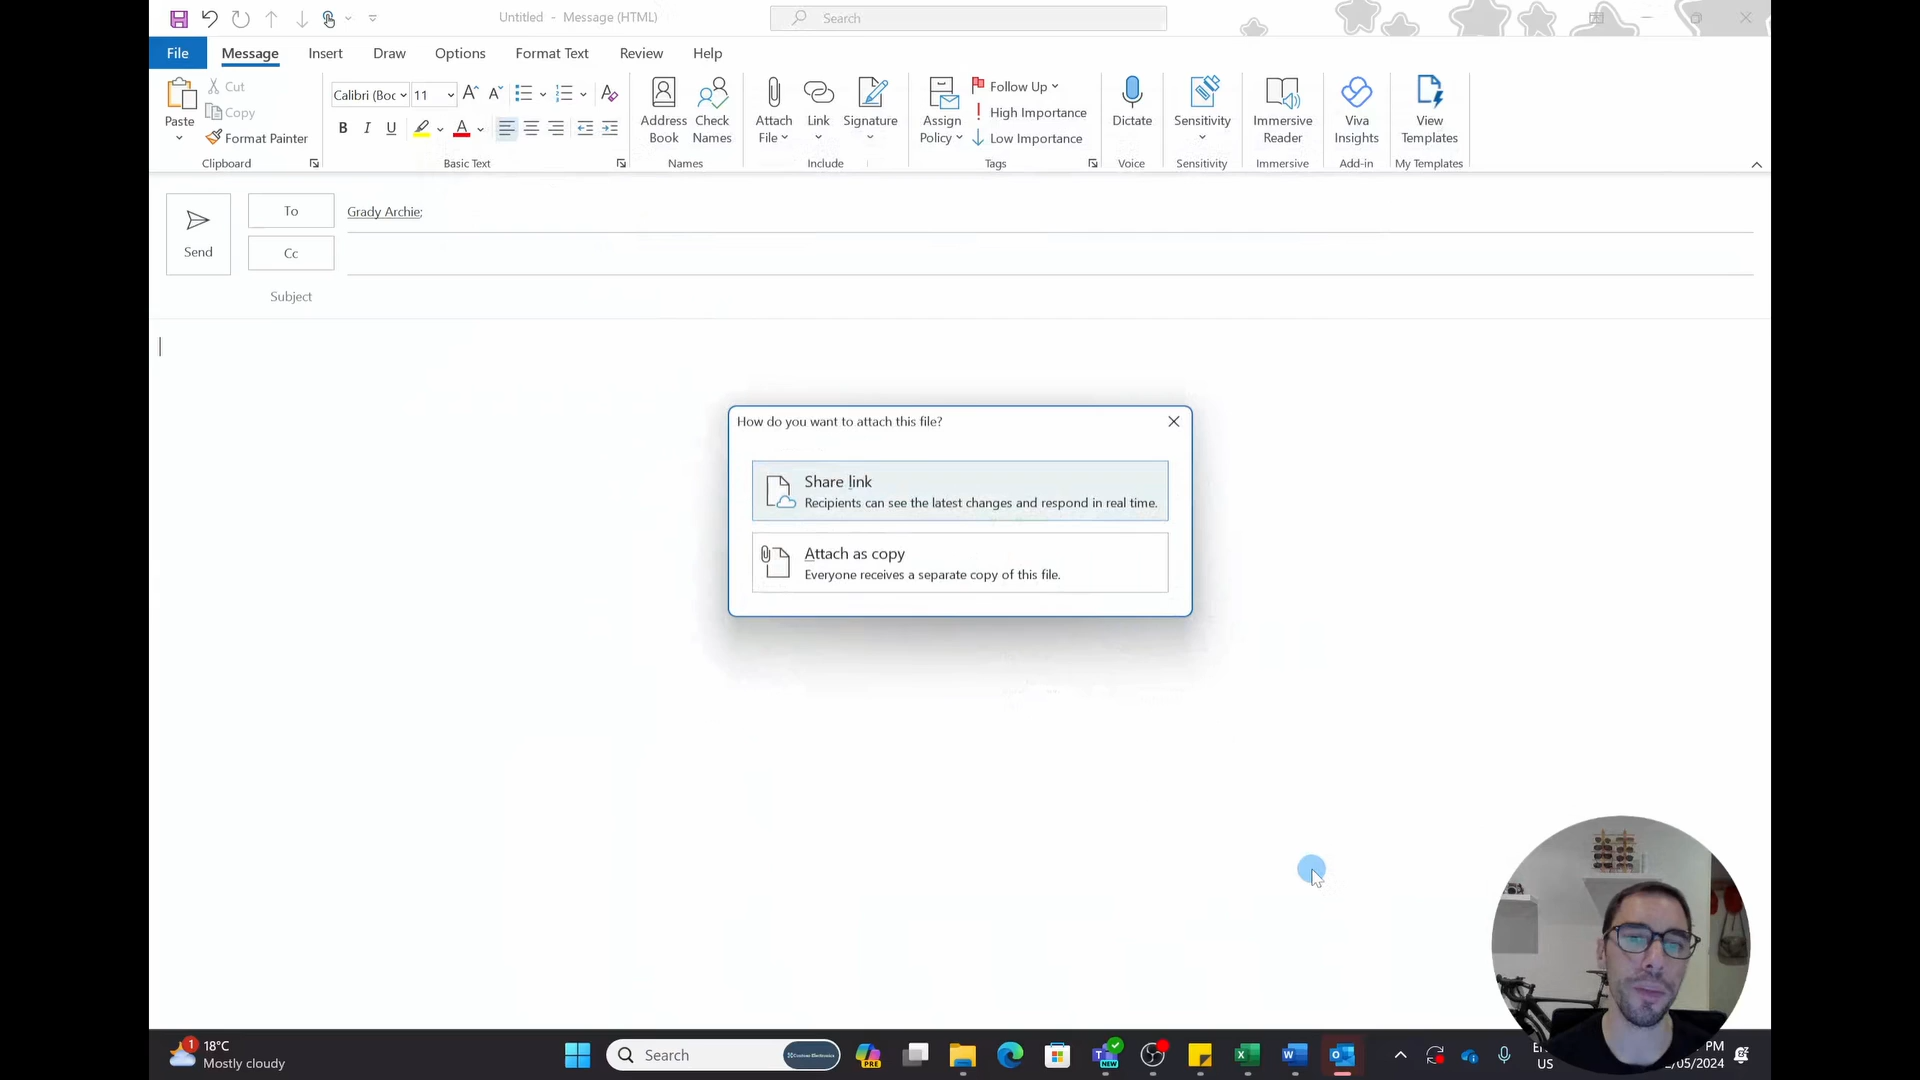 Untitled - Message (HTML)
Search
File Message Insert Draw Options Format Text Review Help
Paste
Cut
Copy
Format Painter
Clipboard
Calibri (Boc 11
B I U A
Basic Text
Address Book
Check Names
Names
Attach File
Link
Signature
Include
Assign Policy
Follow Up
High Importance
Low Importance
Tags
Dictate
Voice
Sensitivity
Sensitivity
Immersive Reader
Immersive
Viva Insights
Add-in
View Templates
My Templates
Send
To
Grady Archie;
Cc
Subject
How do you want to attach this file?
Share link
Recipients can see the latest changes and respond in real time.
Attach as copy
Everyone receives a separate copy of this file.
1
18°C
Mostly cloudy
Search
PRE
NEW
US
PM
/05/2024